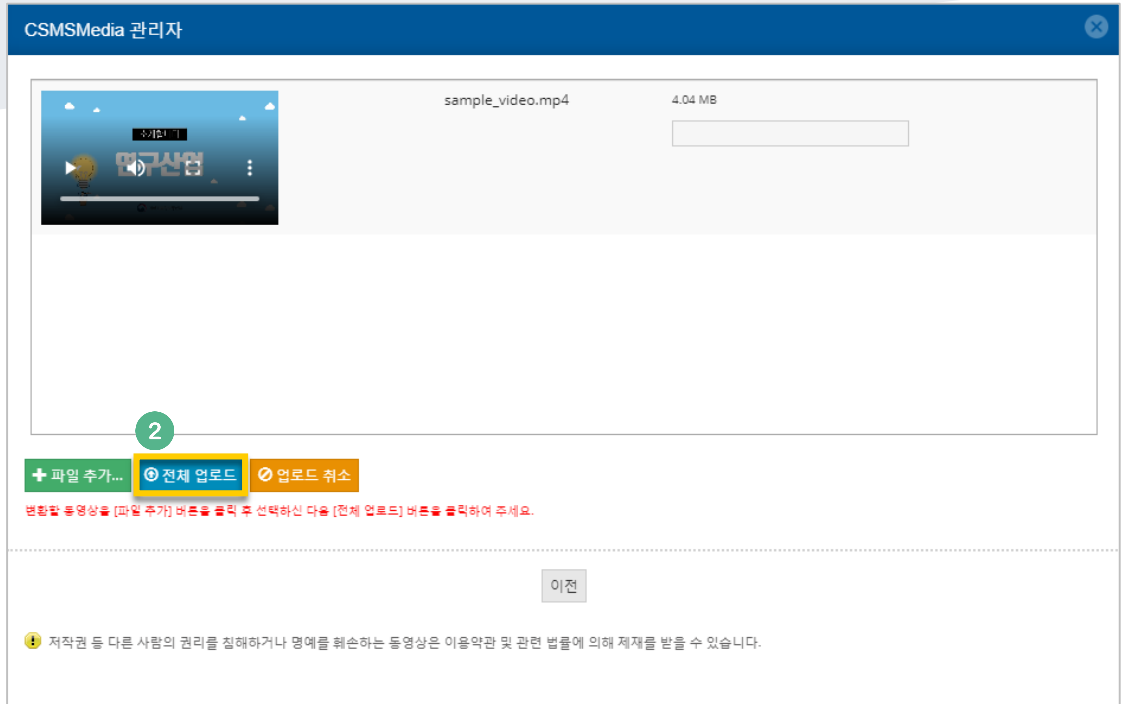 CSMSMedia 관리자
sample_video.mp4
4.04 MB
연구산업
2
파일 추가...
전체 업로드
업로드 취소
변환할 동영상을 [파일 추가] 버튼을 클릭 후 선택하신 다음 [전체 업로드] 버튼을 클릭하여 주세요.
이전
저작권 등 다른 사람의 권리를 침해하거나 명예를 훼손하는 동영상은 이용약관 및 관련 법률에 의해 제재를 받을 수 있습니다.